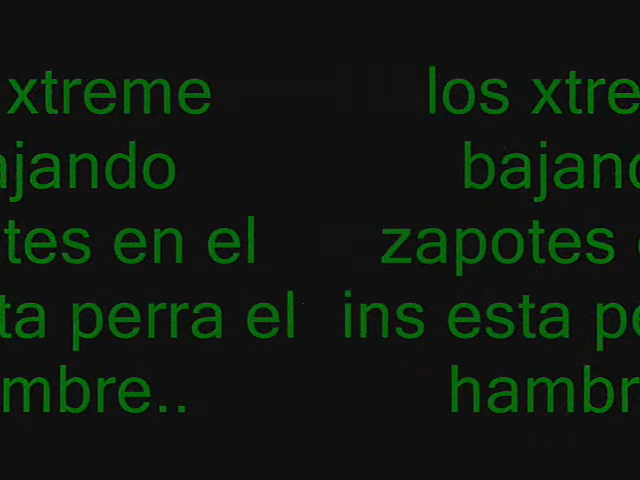 xtreme
ajando
tes en el
ta perra el
mbre..
los xtre
bajand
zapotes
ins esta pe
hambr